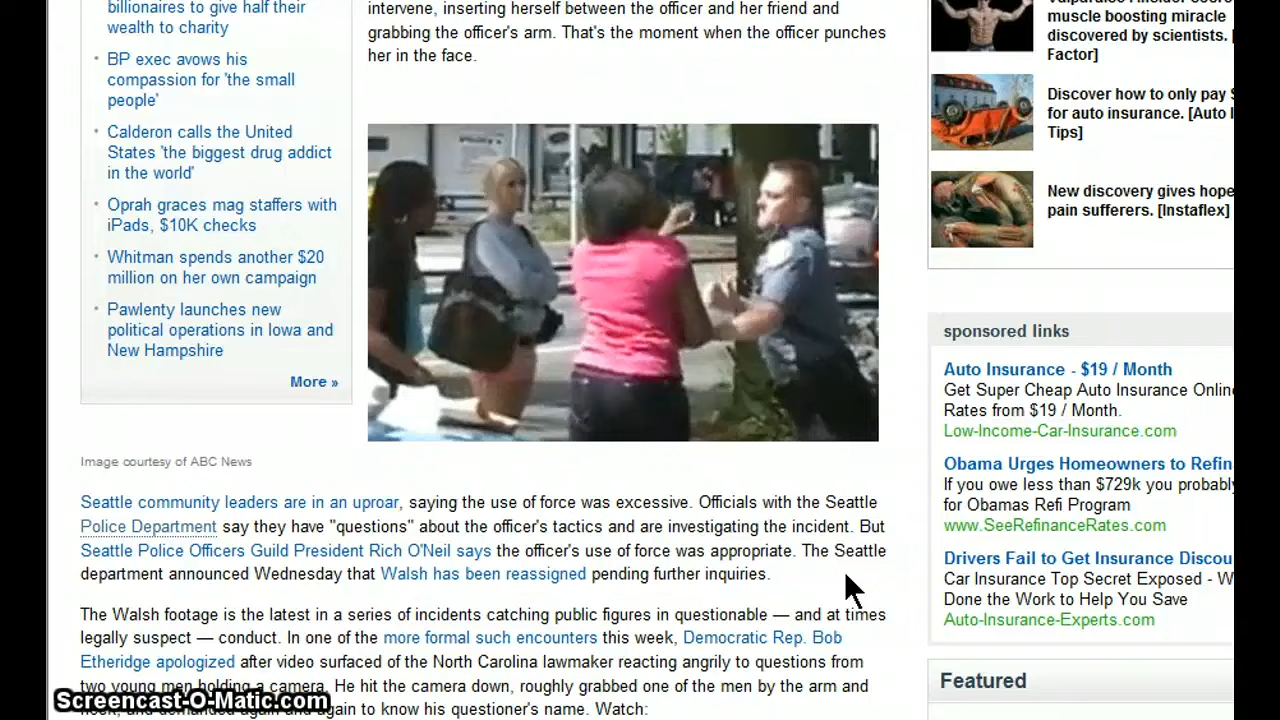 billionaires to give half their
wealth to charity
BP exec avows his
compassion for 'the small
people'
Calderon calls the United
States 'the biggest drug addict
in the world'
Oprah graces mag staffers with
iPads, $10K checks
Whitman spends another $20
million on her own campaign
Pawlenty launches new
political operations in Iowa and
New Hampshire
More »
intervene, inserting herself between the officer and her friend and
grabbing the officer's arm. That's the moment when the officer punches
her in the face.
Image courtesy of ABC News
Seattle community leaders are in an uproar, saying the use of force was excessive. Officials with the Seattle
Police Department say they have "questions" about the officer's tactics and are investigating the incident. But
Seattle Police Officers Guild President Rich O'Neil says the officer's use of force was appropriate. The Seattle
department announced Wednesday that Walsh has been reassigned pending further inquiries.
The Walsh footage is the latest in a series of incidents catching public figures in questionable — and at times
legally suspect — conduct. In one of the more formal such encounters this week, Democratic Rep. Bob
Etheridge apologized after video surfaced of the North Carolina lawmaker reacting angrily to questions from
two young men holding a camera. He hit the camera down, roughly grabbed one of the men by the arm and
and demanded again and again to know his questioner's name. Watch:
muscle boosting miracle
discovered by scientists. [
Factor]
Discover how to only pay
for auto insurance. [Auto
Tips]
New discovery gives hope
pain sufferers. [Instaflex]
sponsored links
Auto Insurance - $19 / Month
Get Super Cheap Auto Insurance
Rates from $19 / Month.
Low-Income-Car-Insurance.com
Obama Urges Homeowners to
If you owe less than $729k you
for Obamas Refi Program
www.SeeRefinanceRates.com
Drivers Fail to Get Insurance
Car Insurance Top Secret Exposed -
Done the Work to Help You Save
Auto-Insurance-Experts.com
Featured
Screencast-O-Matic.com